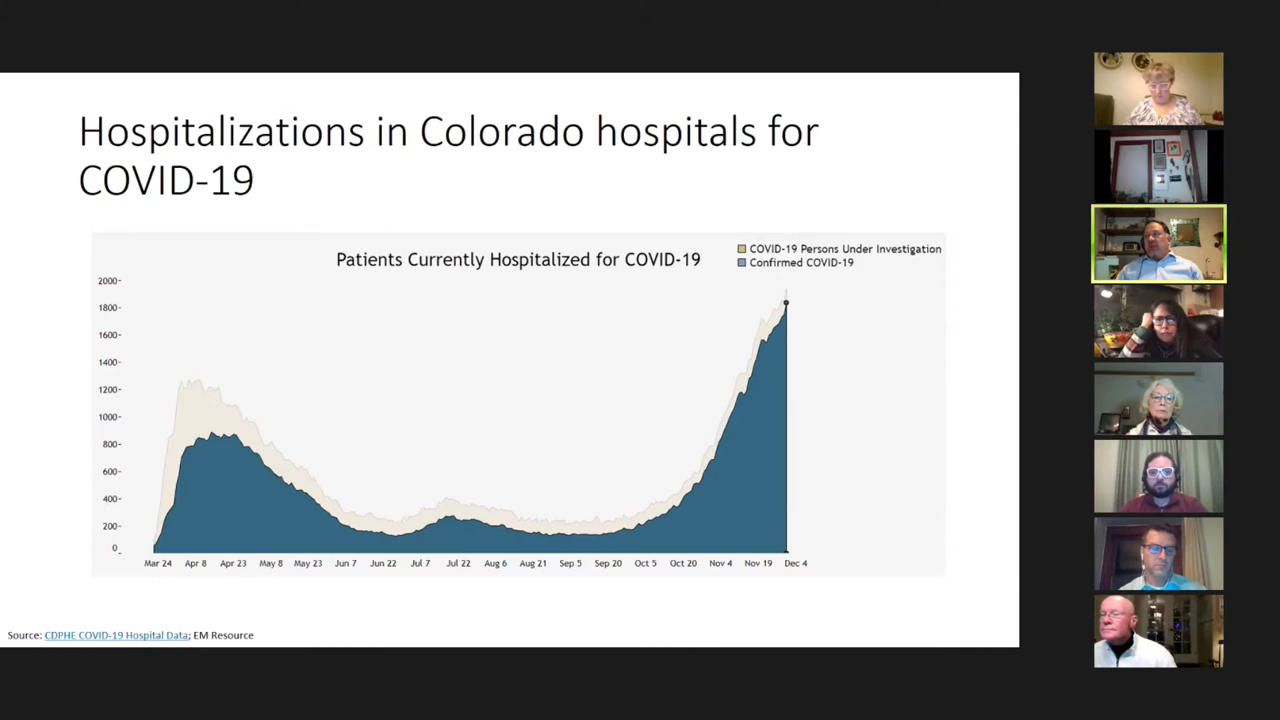 Hospitalizations in Colorado hospitals for
COVID-19
Patients Currently Hospitalized for COVID-19
COVID-19 Persons Under Investigation
Confirmed COVID-19
2000-
1800-
1600-
1400-
1200-
1000-
800-
600-
400-
200-
0-
Mar 24 Apr 8 Apr 23 May 8 May 23 Jun 7 Jun 22 Jul 7 Jul 22 Aug 6 Aug 21 Sep 5 Sep 20 Oct 5 Oct 20 Nov 4 Nov 19 Dec 4
Source: CDPHE COVID-19 Hospital Data; EM Resource